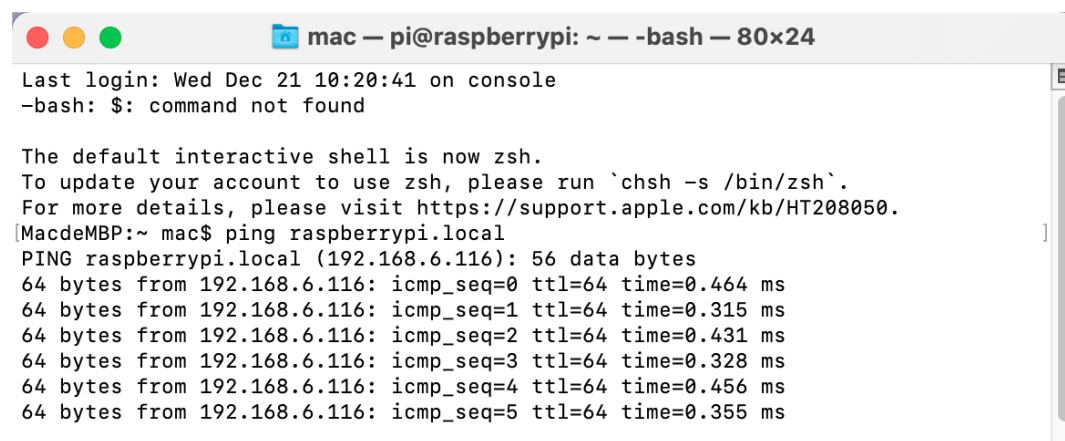 mac — pi@raspberrypi: ~ — -bash — 80×24
Last login: Wed Dec 21 10:20:41 on console
-bash: $: command not found
The default interactive shell is now zsh.
To update your account to use zsh, please run `chsh -s /bin/zsh`.
For more details, please visit https://support.apple.com/kb/HT208050.
[MacdeMBP:~ mac$ ping raspberrypi.local ]
PING raspberrypi.local (192.168.6.116): 56 data bytes
64 bytes from 192.168.6.116: icmp_seq=0 ttl=64 time=0.464 ms
64 bytes from 192.168.6.116: icmp_seq=1 ttl=64 time=0.315 ms
64 bytes from 192.168.6.116: icmp_seq=2 ttl=64 time=0.431 ms
64 bytes from 192.168.6.116: icmp_seq=3 ttl=64 time=0.328 ms
64 bytes from 192.168.6.116: icmp_seq=4 ttl=64 time=0.456 ms
64 bytes from 192.168.6.116: icmp_seq=5 ttl=64 time=0.355 ms